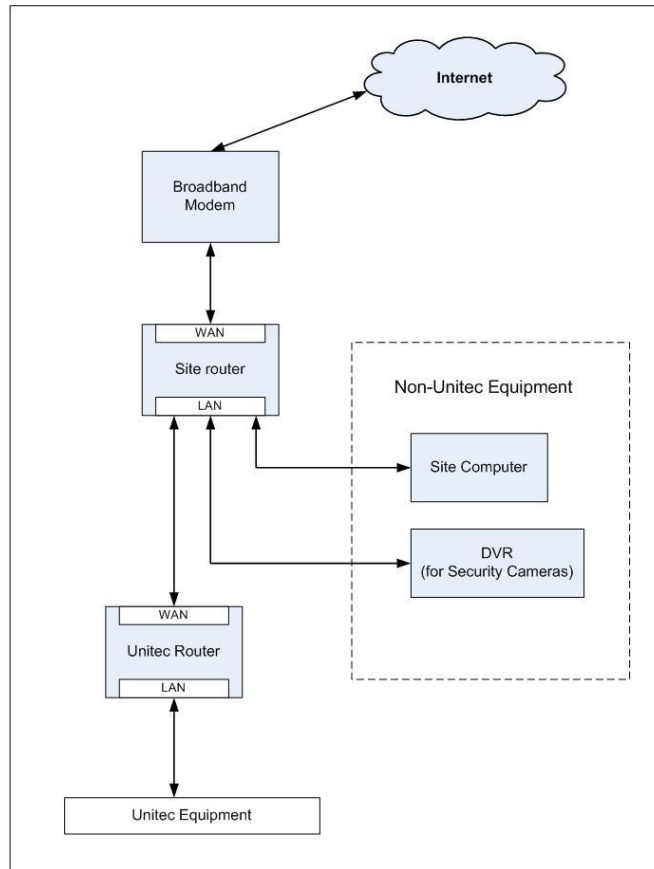 Internet
Broadband
Modem
WAN
Site router
LAN
Non-Unitec Equipment
Site Computer
DVR
(for Security Cameras)
WAN
Unitec Router
LAN
Unitec Equipment